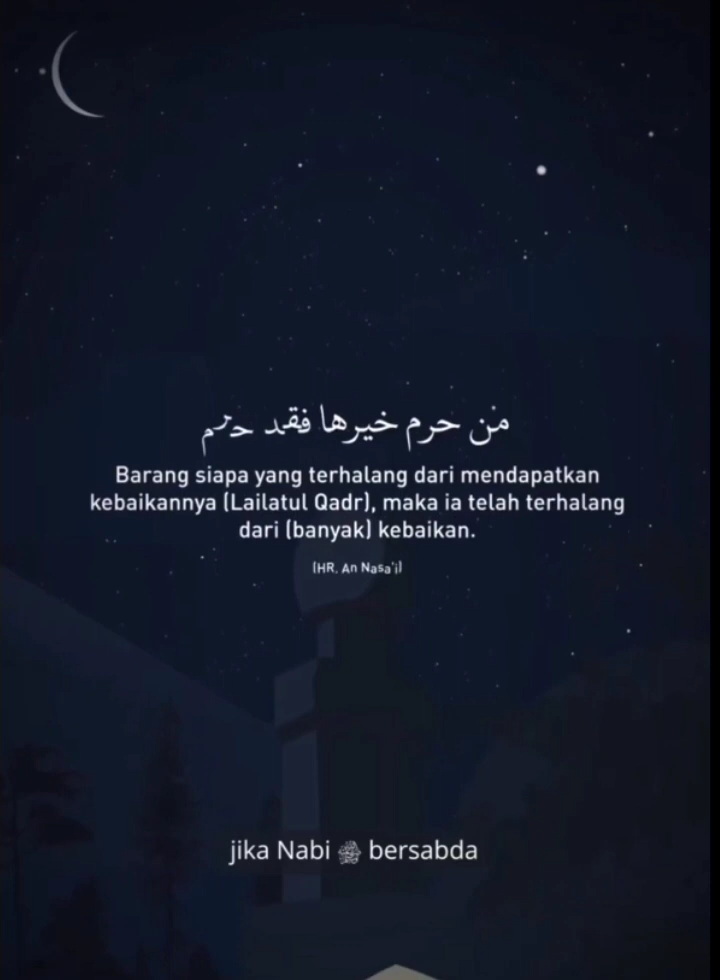 من حرم خيرها فقد حرم
Barang siapa yang terhalang dari mendapatkan
kebaikannya (Lailatul Qadr), maka ia telah terhalang
dari (banyak) kebaikan.
(HR. An Nasa'i)
jika Nabi ﷺ bersabda